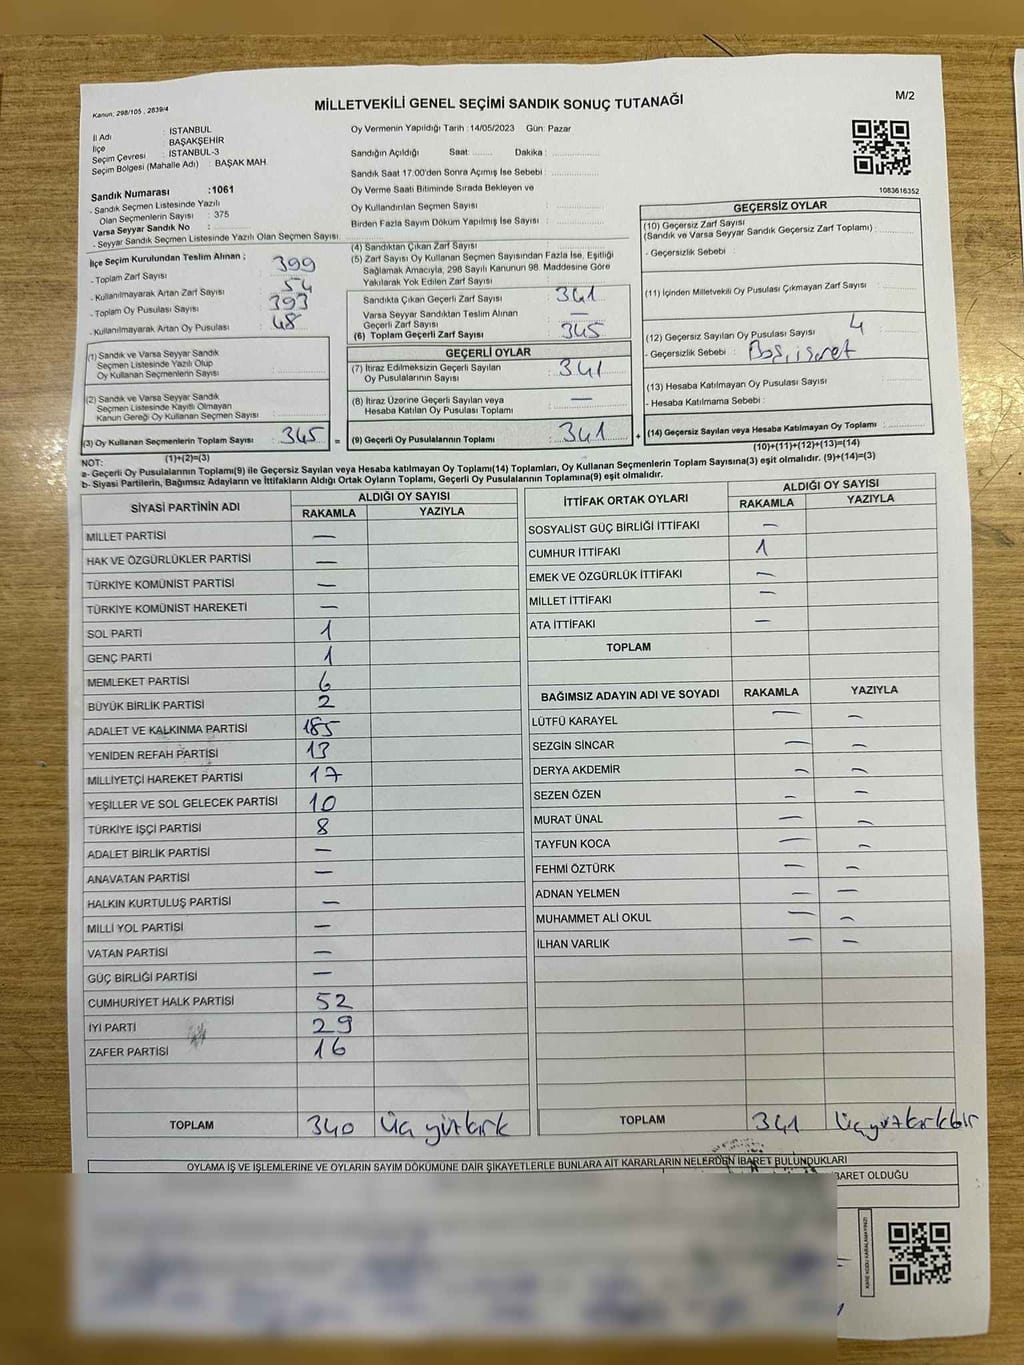 Kanun: 298/105 , 2839/4
MİLLETVEKİLİ GENEL SEÇİMİ SANDIK SONUÇ TUTANAĞI
M/2
İl Adı : İSTANBUL
İlçe : BAŞAKŞEHİR
Seçim Çevresi : İSTANBUL-3
Seçim Bölgesi (Mahalle Adı) : BAŞAK MAH.
Sandık Numarası :1061
- Sandık Seçmen Listesinde Yazılı
Olan Seçmenlerin Sayısı : 375
Varsa Seyyar Sandık No :
- Seyyar Sandık Seçmen Listesinde Yazılı Olan Seçmen Sayısı
Oy Vermenin Yapıldığı Tarih :14/05/2023 Gün: Pazar
Sandığın Açıldığı Saat ........ Dakika : ................
Sandık Saat 17:00'den Sonra Açımış İse Sebebi : ................
Oy Verme Saati Bitiminde Sırada Bekleyen ve
Oy Kullandırılan Seçmen Sayısı : ................
Birden Fazla Sayım Döküm Yapılmış İse Sayısı : ................
1083616352
İlçe Seçim Kurulundan Teslim Alınan ;
- Toplam Zarf Sayısı : 399
- Kullanılmayarak Artan Zarf Sayısı : 54
- Toplam Oy Pusulası Sayısı : 393
- Kullanılmayarak Artan Oy Pusulası : 48
(1) Sandık ve Varsa Seyyar Sandık
Seçmen Listesinde Yazılı Olup
Oy Kullanan Seçmenlerin Sayısı :
(2) Sandık ve Varsa Seyyar Sandık
Seçmen Listesinde Kayıtlı Olmayan
Kanun Gereği Oy Kullanan Seçmen Sayısı :
(3) Oy Kullanan Seçmenlerin Toplam Sayısı : 345 =
(1)+(2)=(3)
(4) Sandıktan Çıkan Zarf Sayısı : ................
(5) Zarf Sayısı Oy Kullanan Seçmen Sayısından Fazla İse, Eşitliği
Sağlamak Amacıyla, 298 Sayılı Kanunun 98. Maddesine Göre
Yakılarak Yok Edilen Zarf Sayısı :
Sandıkta Çıkan Geçerli Zarf Sayısı : 341
Varsa Seyyar Sandıktan Teslim Alınan
Geçerli Zarf Sayısı : —
(6) Toplam Geçerli Zarf Sayısı : 345
GEÇERLİ OYLAR
(7) İtiraz Edilmeksizin Geçerli Sayılan
Oy Pusulalarının Sayısı : 341
(8) İtiraz Üzerine Geçerli Sayılan veya
Hesaba Katılan Oy Pusulası Toplamı : —
(9) Geçerli Oy Pusulalarının Toplamı : 341 +
GEÇERSİZ OYLAR
(10) Geçersiz Zarf Sayısı
(Sandık ve Varsa Seyyar Sandık Geçersiz Zarf Toplamı) :
- Geçersizlik Sebebi :
(11) İçinden Milletvekili Oy Pusulası Çıkmayan Zarf Sayısı :
(12) Geçersiz Sayılan Oy Pusulası Sayısı : 4
- Geçersizlik Sebebi : Boş, işaret
(13) Hesaba Katılmayan Oy Pusulası Sayısı :
- Hesaba Katılmama Sebebi :
(14) Geçersiz Sayılan veya Hesaba Katılmayan Oy Toplamı :
(10)+(11)+(12)+(13)=(14)
NOT:
a- Geçerli Oy Pusulalarının Toplamı(9) ile Geçersiz Sayılan veya Hesaba katılmayan Oy Toplamı(14) Toplamları, Oy Kullanan Seçmenlerin Toplam Sayısına(3) eşit olmalıdır. (9)+(14)=(3)
b- Siyasi Partilerin, Bağımsız Adayların ve İttifakların Aldığı Ortak Oyların Toplamı, Geçerli Oy Pusulalarının Toplamına(9) eşit olmalıdır.
SİYASİ PARTİNİN ADI ALDIĞI OY SAYISI
RAKAMLA YAZIYLA
MİLLET PARTİSİ —
HAK VE ÖZGÜRLÜKLER PARTİSİ —
TÜRKİYE KOMÜNİST PARTİSİ —
TÜRKİYE KOMÜNİST HAREKETİ —
SOL PARTİ 1
GENÇ PARTİ 1
MEMLEKET PARTİSİ 6
BÜYÜK BİRLİK PARTİSİ 2
ADALET VE KALKINMA PARTİSİ 185
YENİDEN REFAH PARTİSİ 13
MİLLİYETÇİ HAREKET PARTİSİ 17
YEŞİLLER VE SOL GELECEK PARTİSİ 10
TÜRKİYE İŞÇİ PARTİSİ 8
ADALET BİRLİK PARTİSİ —
ANAVATAN PARTİSİ —
HALKIN KURTULUŞ PARTİSİ —
MİLLİ YOL PARTİSİ —
VATAN PARTİSİ —
GÜÇ BİRLİĞİ PARTİSİ —
CUMHURİYET HALK PARTİSİ 52
İYİ PARTİ 29
ZAFER PARTİSİ 16
TOPLAM 340 üç yüz kırk
İTTİFAK ORTAK OYLARI ALDIĞI OY SAYISI
RAKAMLA YAZIYLA
SOSYALİST GÜÇ BİRLİĞİ İTTİFAKI —
CUMHUR İTTİFAKI 1
EMEK VE ÖZGÜRLÜK İTTİFAKI —
MİLLET İTTİFAKI —
ATA İTTİFAKI —
TOPLAM
BAĞIMSIZ ADAYIN ADI VE SOYADI RAKAMLA YAZIYLA
LÜTFÜ KARAYEL — —
SEZGİN SİNCAR — —
DERYA AKDEMİR — —
SEZEN ÖZEN — —
MURAT ÜNAL — —
TAYFUN KOCA — —
FEHMİ ÖZTÜRK — —
ADNAN YELMEN — —
MUHAMMET ALİ OKUL — —
İLHAN VARLIK — —
TOPLAM 341 üçyüzkırkbir
OYLAMA İŞ VE İŞLEMLERİNE VE OYLARIN SAYIM DÖKÜMÜNE DAİR ŞİKAYETLERLE BUNLARA AİT KARARLARIN NELERDEN İBARET BULUNDUKLARI
BARET OLDUĞU